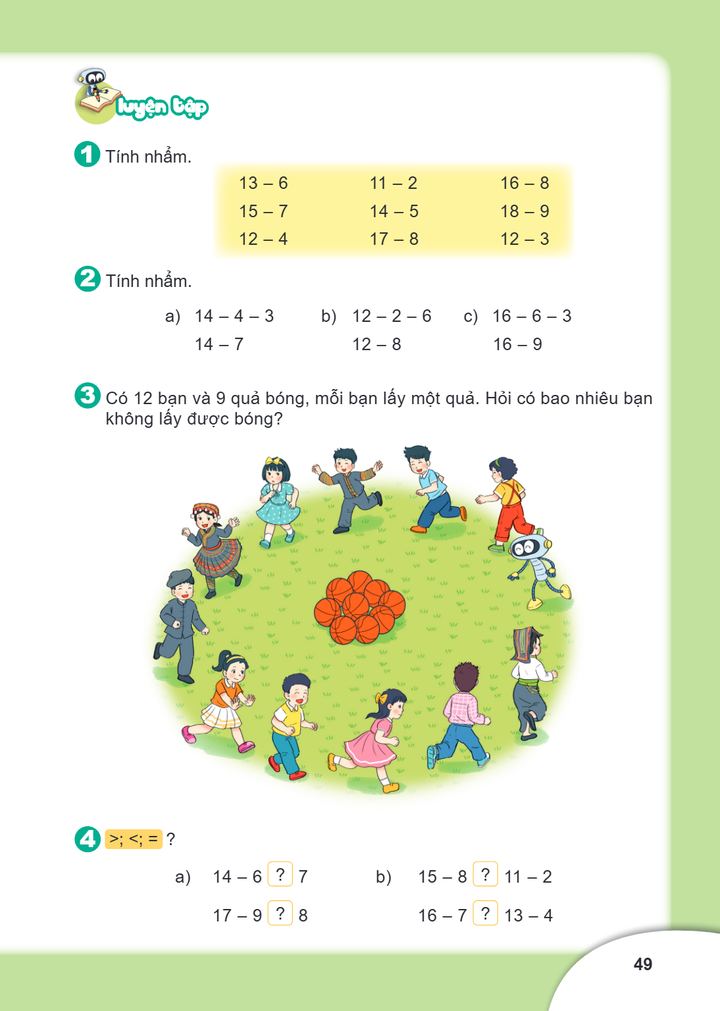 luyện tập
1 Tính nhẩm.
13 – 6 11 – 2 16 – 8
15 – 7 14 – 5 18 – 9
12 – 4 17 – 8 12 – 3
2 Tính nhẩm.
a) 14 – 4 – 3 b) 12 – 2 – 6 c) 16 – 6 – 3
14 – 7 12 – 8 16 – 9
3 Có 12 bạn và 9 quả bóng, mỗi bạn lấy một quả. Hỏi có bao nhiêu bạn
không lấy được bóng?
4 >; <; = ?
a) 14 – 6 ? 7 b) 15 – 8 ? 11 – 2
17 – 9 ? 8 16 – 7 ? 13 – 4
49